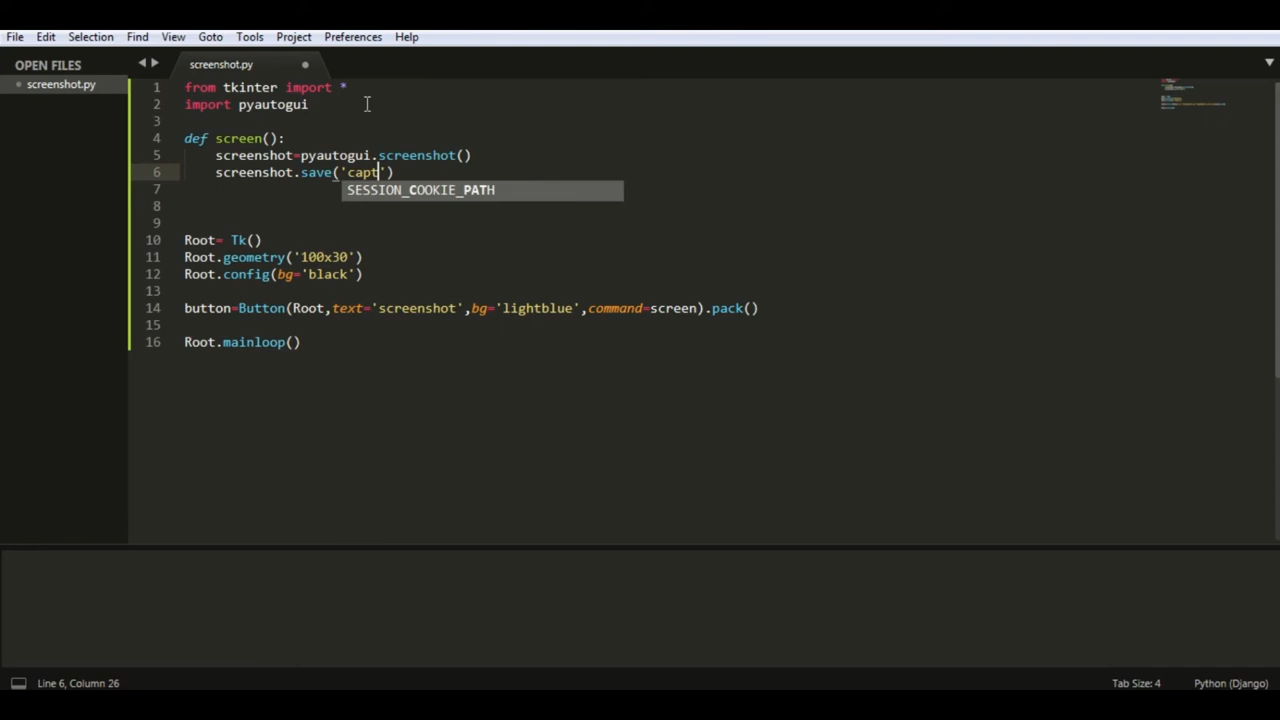 File Edit Selection Find View Goto Tools Project Preferences Help
OPEN FILES
screenshot.py
screenshot.py
1 from tkinter import *
2 import pyautogui
3
4 def screen():
5 screenshot=pyautogui.screenshot()
6 screenshot.save('capt')
SESSION_COOKIE_PATH
7
8
9
10 Root= Tk()
11 Root.geometry('100x30')
12 Root.config(bg='black')
13
14 button=Button(Root,text='screenshot',bg='lightblue',command=screen).pack()
15
16 Root.mainloop()
Line 6, Column 26 Tab Size: 4 Python (Django)